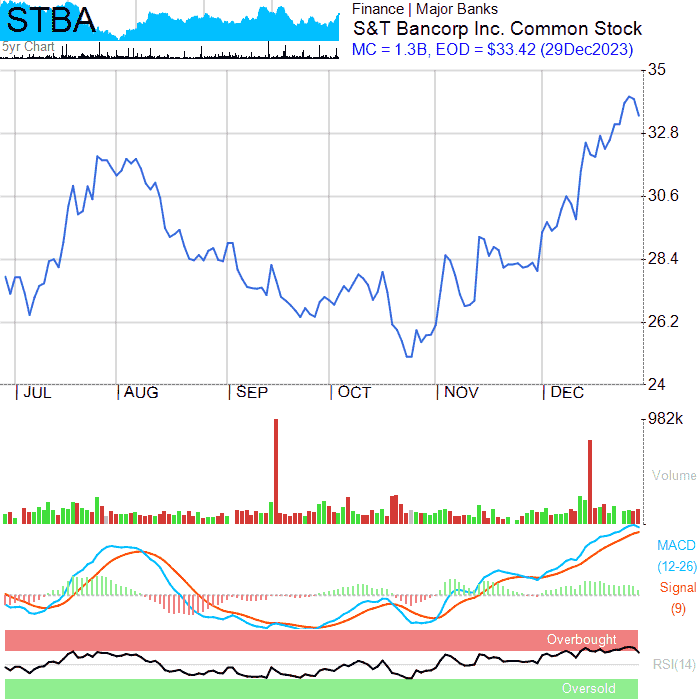 STBA
5yr Chart
Finance | Major Banks
S&T Bancorp Inc. Common Stock
MC = 1.3B, EOD = $33.42 (29Dec2023)
35
32.8
30.6
28.4
26.2
24
JUL AUG SEP OCT NOV DEC
982k
Volume
MACD
(12-26)
Signal
(9)
Overbought
RSI(14)
Oversold